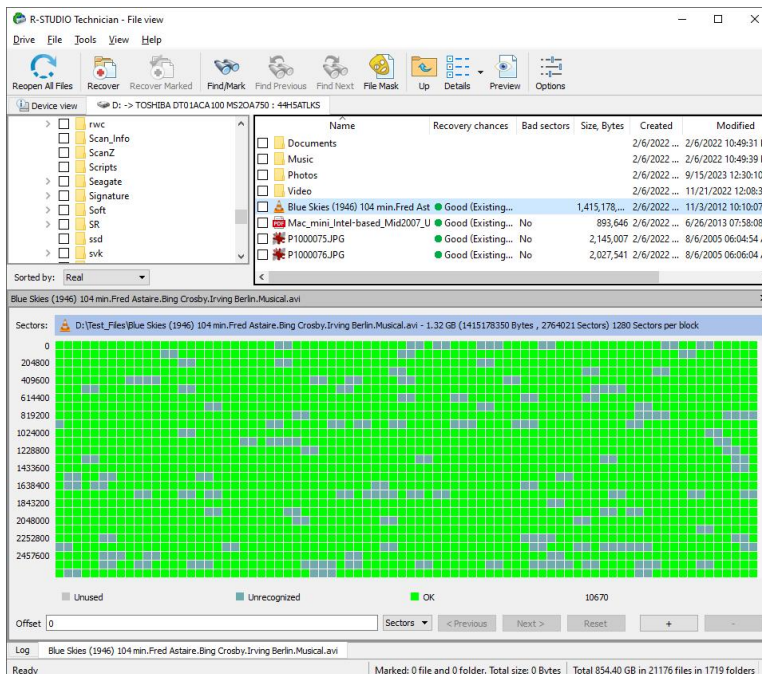 R-STUDIO Technician - File view
Drive File Tools View Help
Reopen All Files Recover Recover Marked Find/Mark Find Previous Find Next File Mask Up Details Preview Options
Device view D: -> TOSHIBA DT01ACA100 MS2OA750 : 44H5ATLKS
rwc
Scan_Info
ScanZ
Scripts
Seagate
Signature
Soft
SR
ssd
svk
Sorted by: Real
Name Recovery chances Bad sectors Size, Bytes Created Modified
Documents 2/6/2022 ... 2/6/2022 10:49:31
Music 2/6/2022 ... 2/6/2022 10:49:39
Photos 2/6/2022 ... 9/15/2023 12:30:10
Video 2/6/2022 ... 11/21/2022 12:08:3
Blue Skies (1946) 104 min.Fred Ast Good (Existing... 1,415,178,... 2/6/2022 ... 11/3/2012 10:10:07
Mac_mini_Intel-based_Mid2007_U Good (Existing... No 893,646 2/6/2022 ... 6/26/2013 07:58:08
P1000075.JPG Good (Existing... No 2,145,007 2/6/2022 ... 8/6/2005 06:04:54
P1000076.JPG Good (Existing... No 2,027,541 2/6/2022 ... 8/6/2005 06:06:04
Blue Skies (1946) 104 min.Fred Astaire.Bing Crosby.Irving Berlin.Musical.avi
Sectors: D:\Test_Files\Blue Skies (1946) 104 min.Fred Astaire.Bing Crosby.Irving Berlin.Musical.avi - 1.32 GB (1415178350 Bytes , 2764021 Sectors) 1280 Sectors per block
0
204800
409600
614400
819200
1024000
1228800
1433600
1638400
1843200
2048000
2252800
2457600
Unused Unrecognized OK 10670
Offset 0 Sectors < Previous Next > Reset + -
Log Blue Skies (1946) 104 min.Fred Astaire.Bing Crosby.Irving Berlin.Musical.avi
Ready Marked: 0 file and 0 folder. Total size: 0 Bytes Total 854.40 GB in 21176 files in 1719 folders